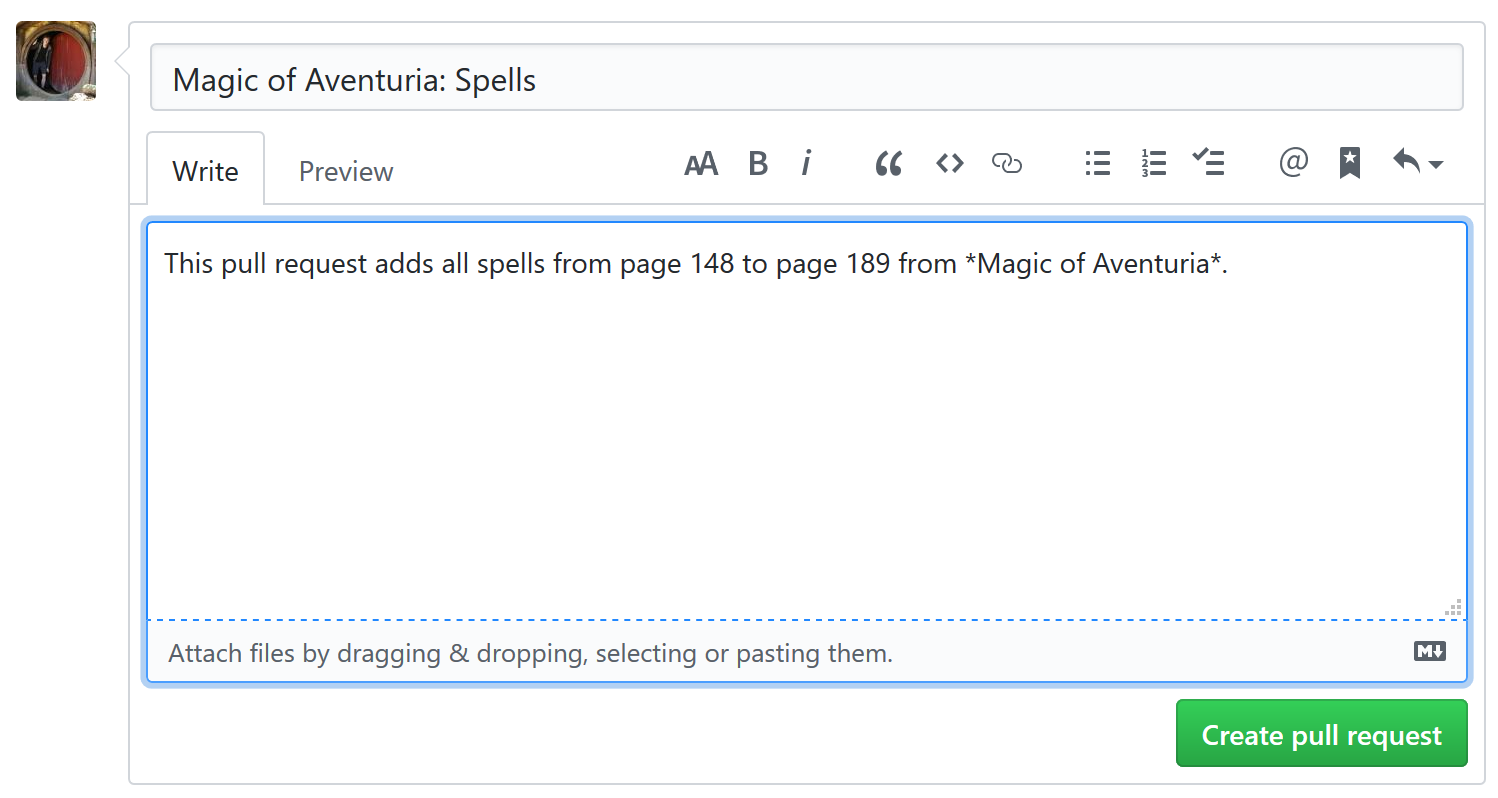 Magic of Aventuria: Spells
Write Preview AA B i @
This pull request adds all spells from page 148 to page 189 from *Magic of Aventuria*.
Attach files by dragging & dropping, selecting or pasting them.
Create pull request